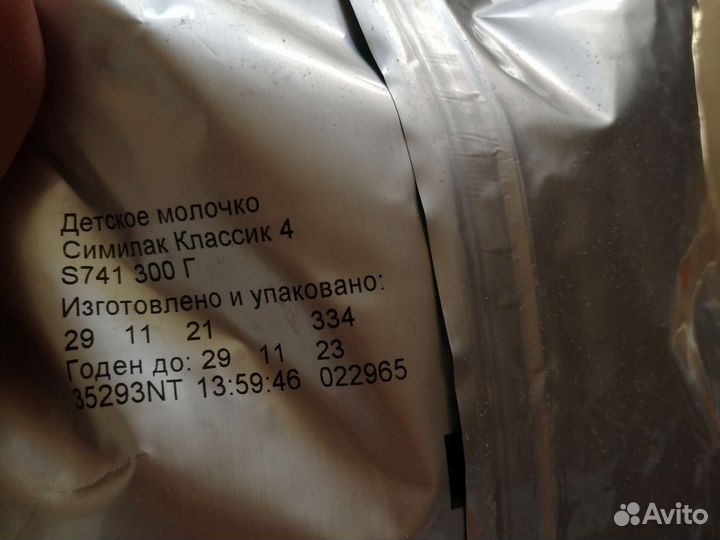 Детское молочко
Симилак Классик 4
S741 300 Г
Изготовлено и упаковано:
29 11 21 334
Годен до: 29 11 23
35293NT 13:59:46 022965
Avito